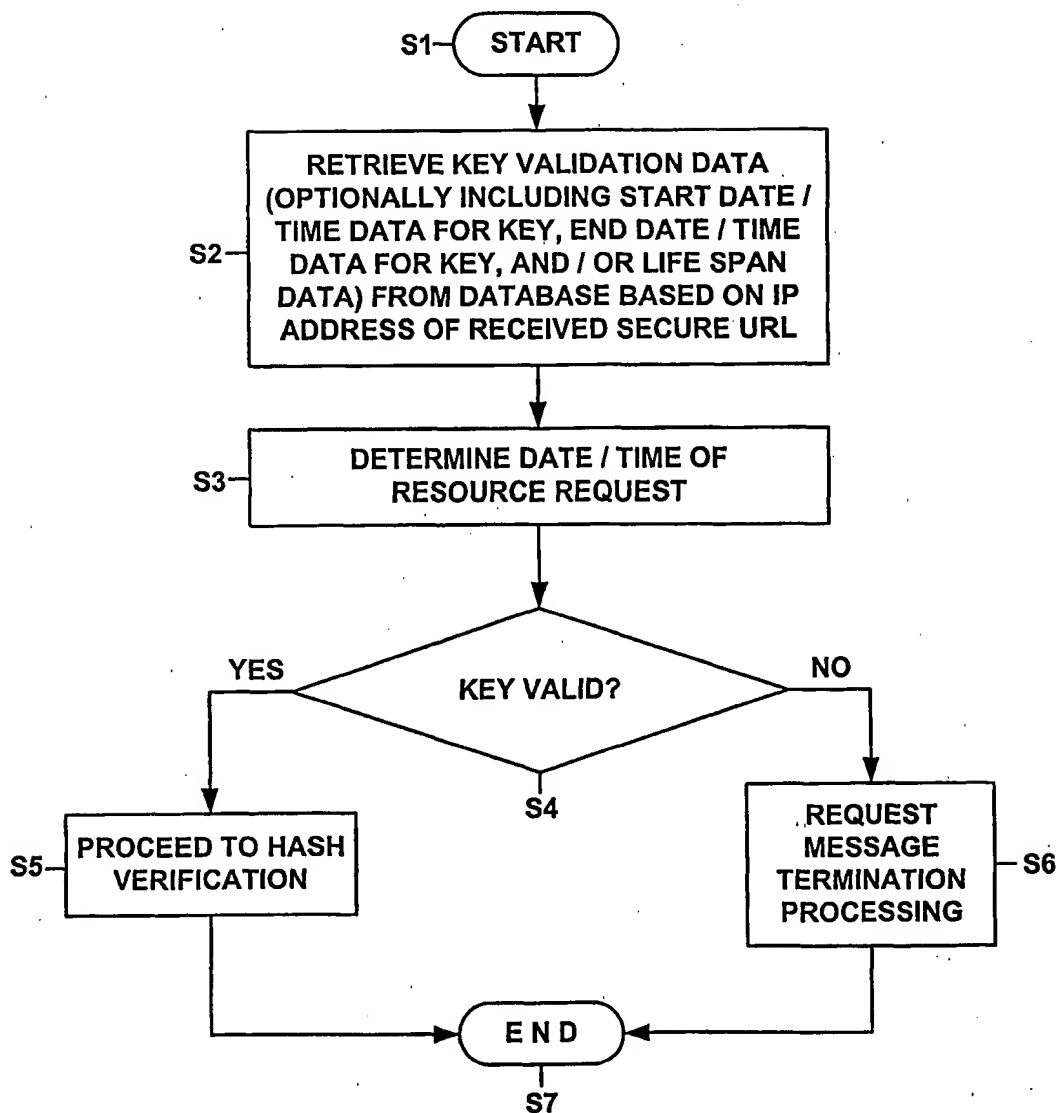 S1
START
RETRIEVE KEY VALIDATION DATA
(OPTIONALLY INCLUDING START DATE /
TIME DATA FOR KEY, END DATE / TIME
DATA FOR KEY, AND / OR LIFE SPAN
DATA) FROM DATABASE BASED ON IP
ADDRESS OF RECEIVED SECURE URL
S2
DETERMINE DATE / TIME OF
RESOURCE REQUEST
S3
YES
KEY VALID?
NO
S4
S5
PROCEED TO HASH
VERIFICATION
REQUEST
MESSAGE
TERMINATION
PROCESSING
S6
E N D
S7